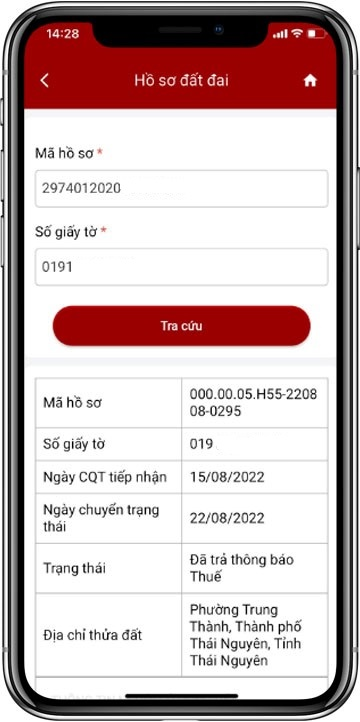 14:28
Hồ sơ đất đai
Mã hồ sơ *
2974012020
Số giấy tờ *
0191
Tra cứu
Mã hồ sơ
000.00.05.H55-2208
08-0295
Số giấy tờ
019
Ngày CQT tiếp nhận
15/08/2022
Ngày chuyển trạng
thái
22/08/2022
Trạng thái
Đã trả thông báo
Thuế
Địa chỉ thửa đất
Phường Trung
Thành, Thành phố
Thái Nguyên, Tỉnh
Thái Nguyên